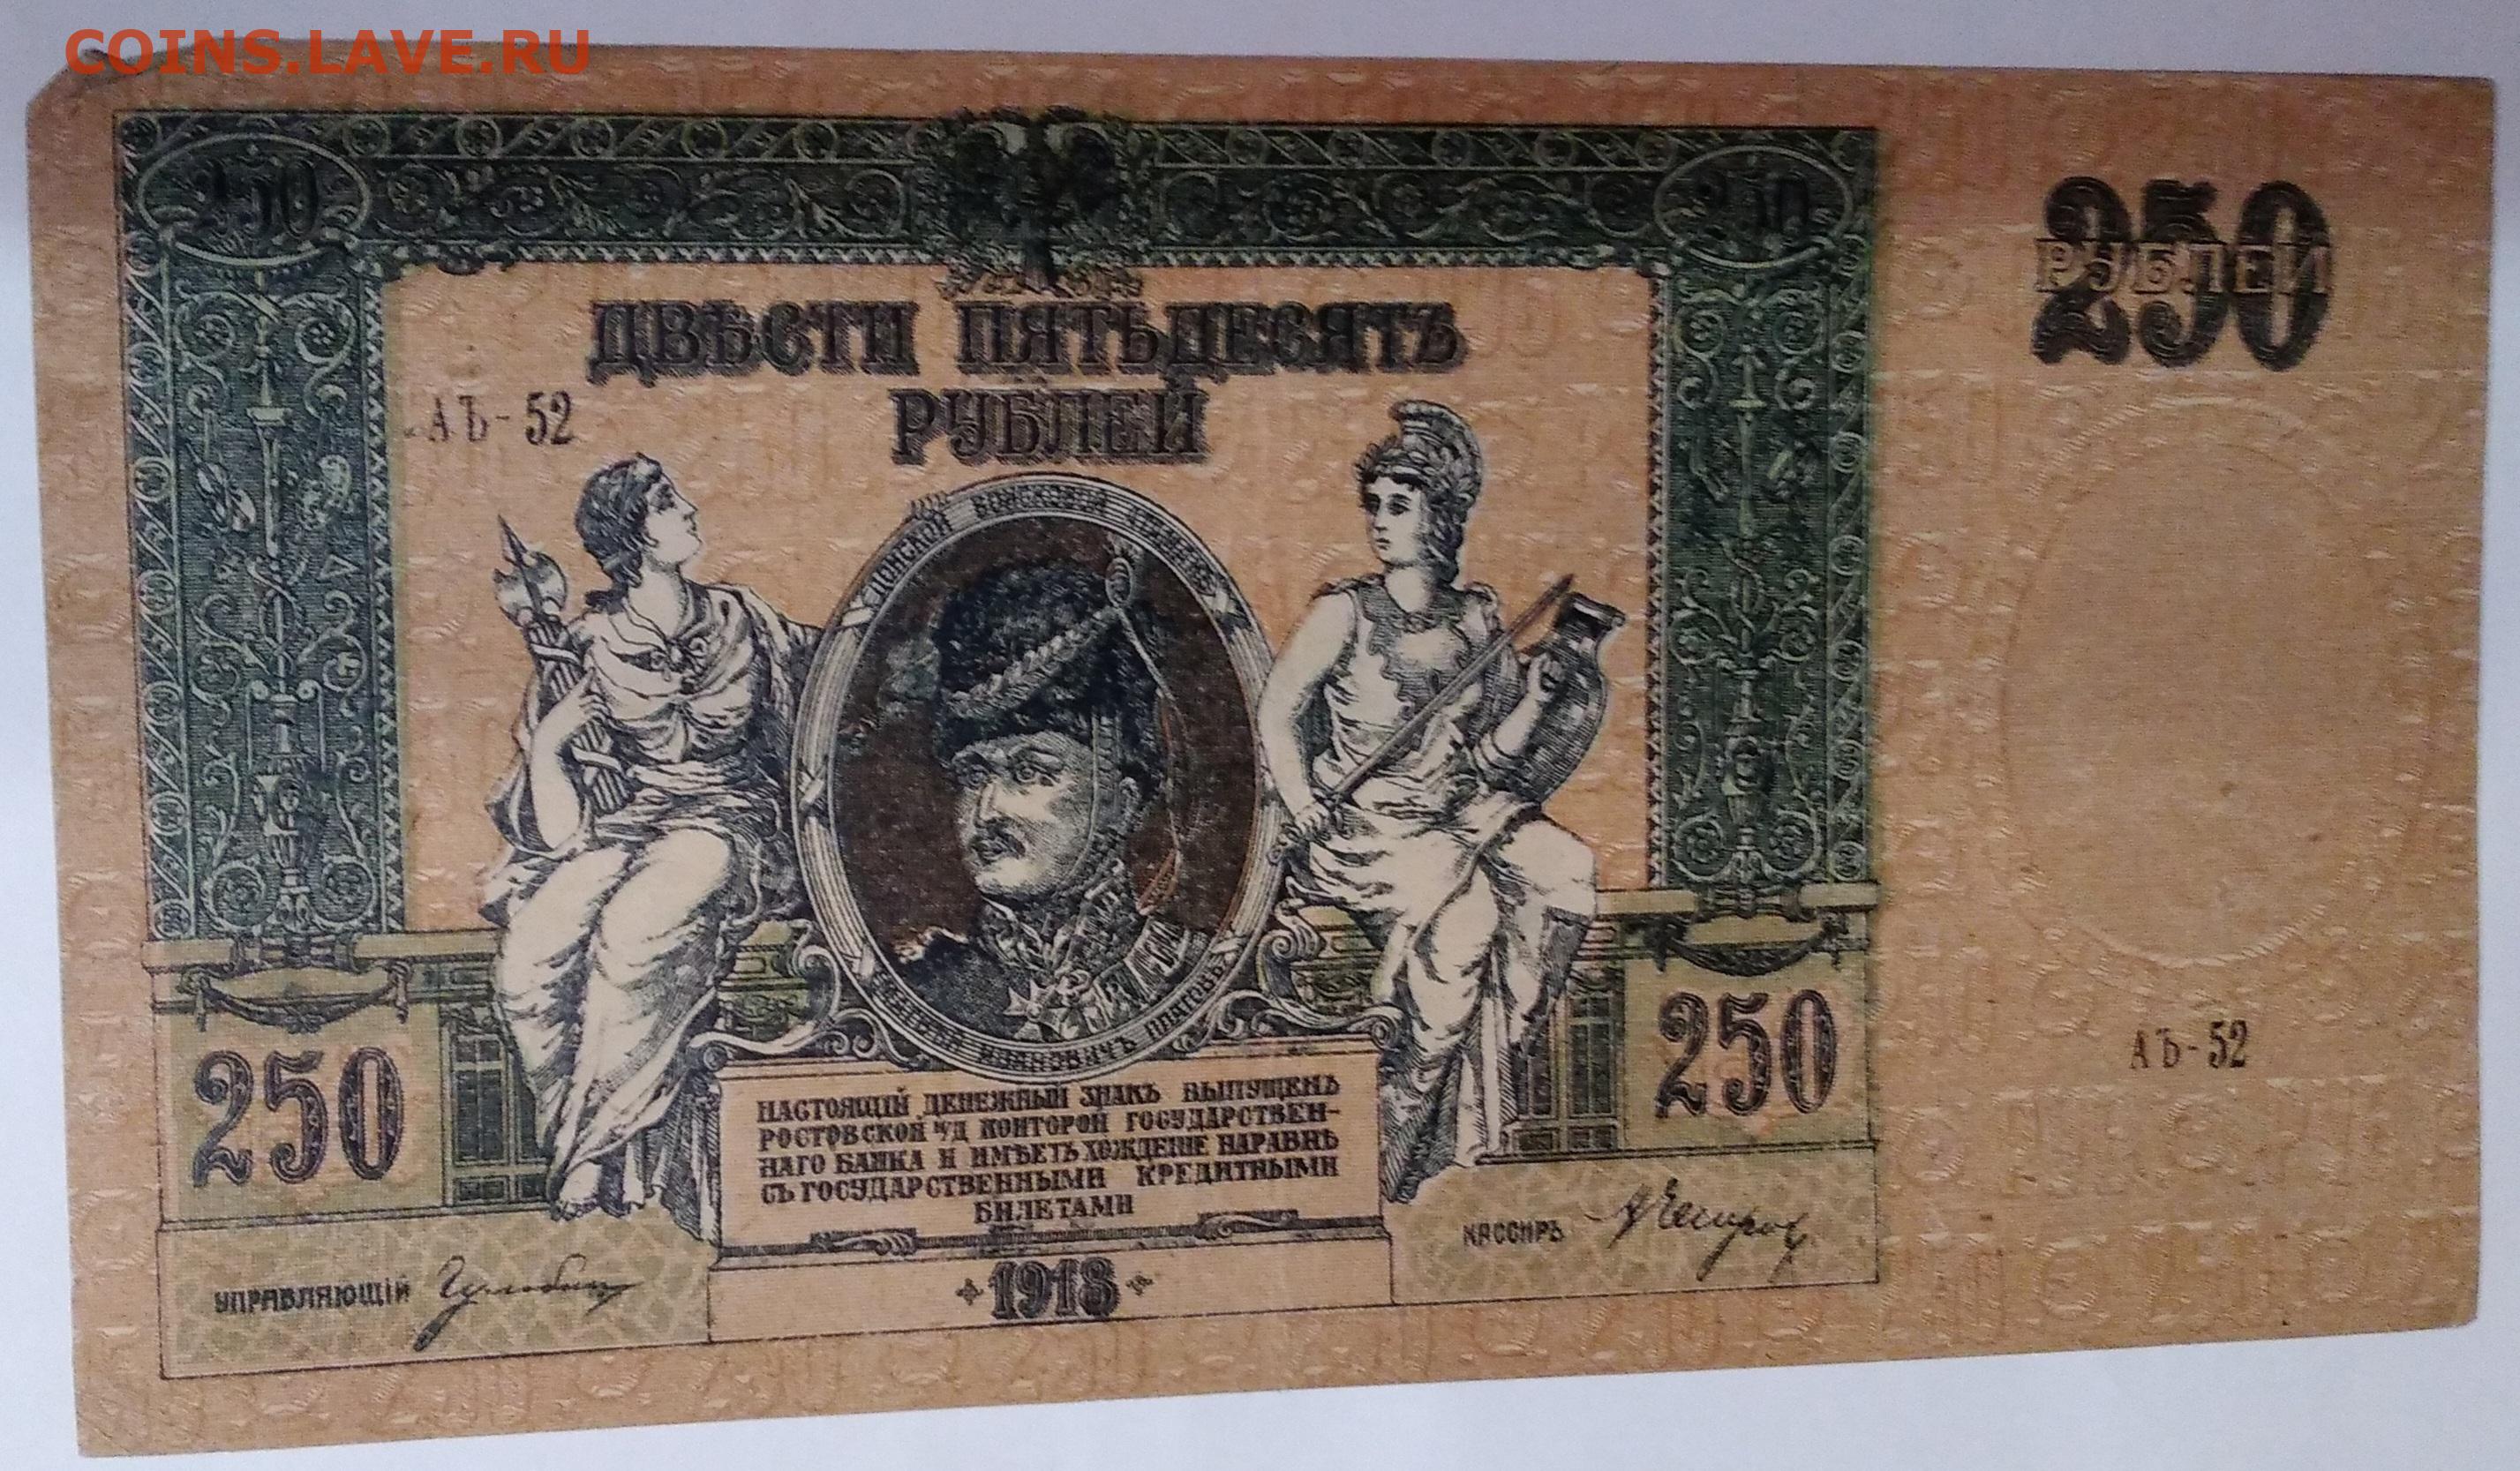 COINS.LAVE.RU
250
250
250 РУБЛЕЙ
ДВѢСТИ ПЯТЬДЕСЯТЪ
РУБЛЕЙ
АЪ-52
ДОНСКОЙ ВОЙСКОВОЙ АТАМАНЪ
МАТВѢЙ ИВАНОВИЧЪ ПЛАТОВЪ
250
250
АЪ-52
НАСТОЯЩІЙ ДЕНЕЖНЫЙ ЗНАКЪ ВЫПУЩЕНЪ
РОСТОВСКОЙ Н/Д КОНТОРОЙ ГОСУДАРСТВЕН-
НАГО БАНКА И ИМѢЕТЪ ХОЖДЕНІЕ НАРАВНѢ
СЪ ГОСУДАРСТВЕННЫМИ КРЕДИТНЫМИ
БИЛЕТАМИ
УПРАВЛЯЮЩІЙ
КАССИРЪ
1918